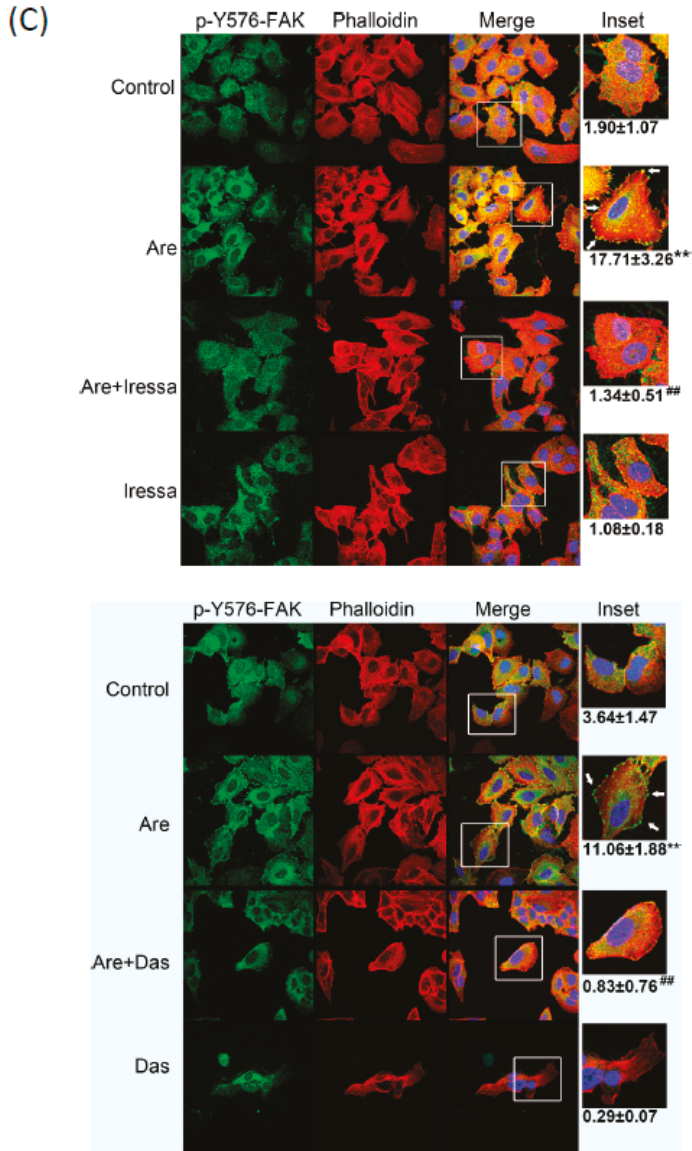 (C)
p-Y576-FAK Phalloidin Merge Inset
Control
1.90±1.07
Are
17.71±3.26**
Are+Iressa
1.34±0.51##
Iressa
1.08±0.18
p-Y576-FAK Phalloidin Merge Inset
Control
3.64±1.47
Are
11.06±1.88**
Are+Das
0.83±0.76##
Das
0.29±0.07